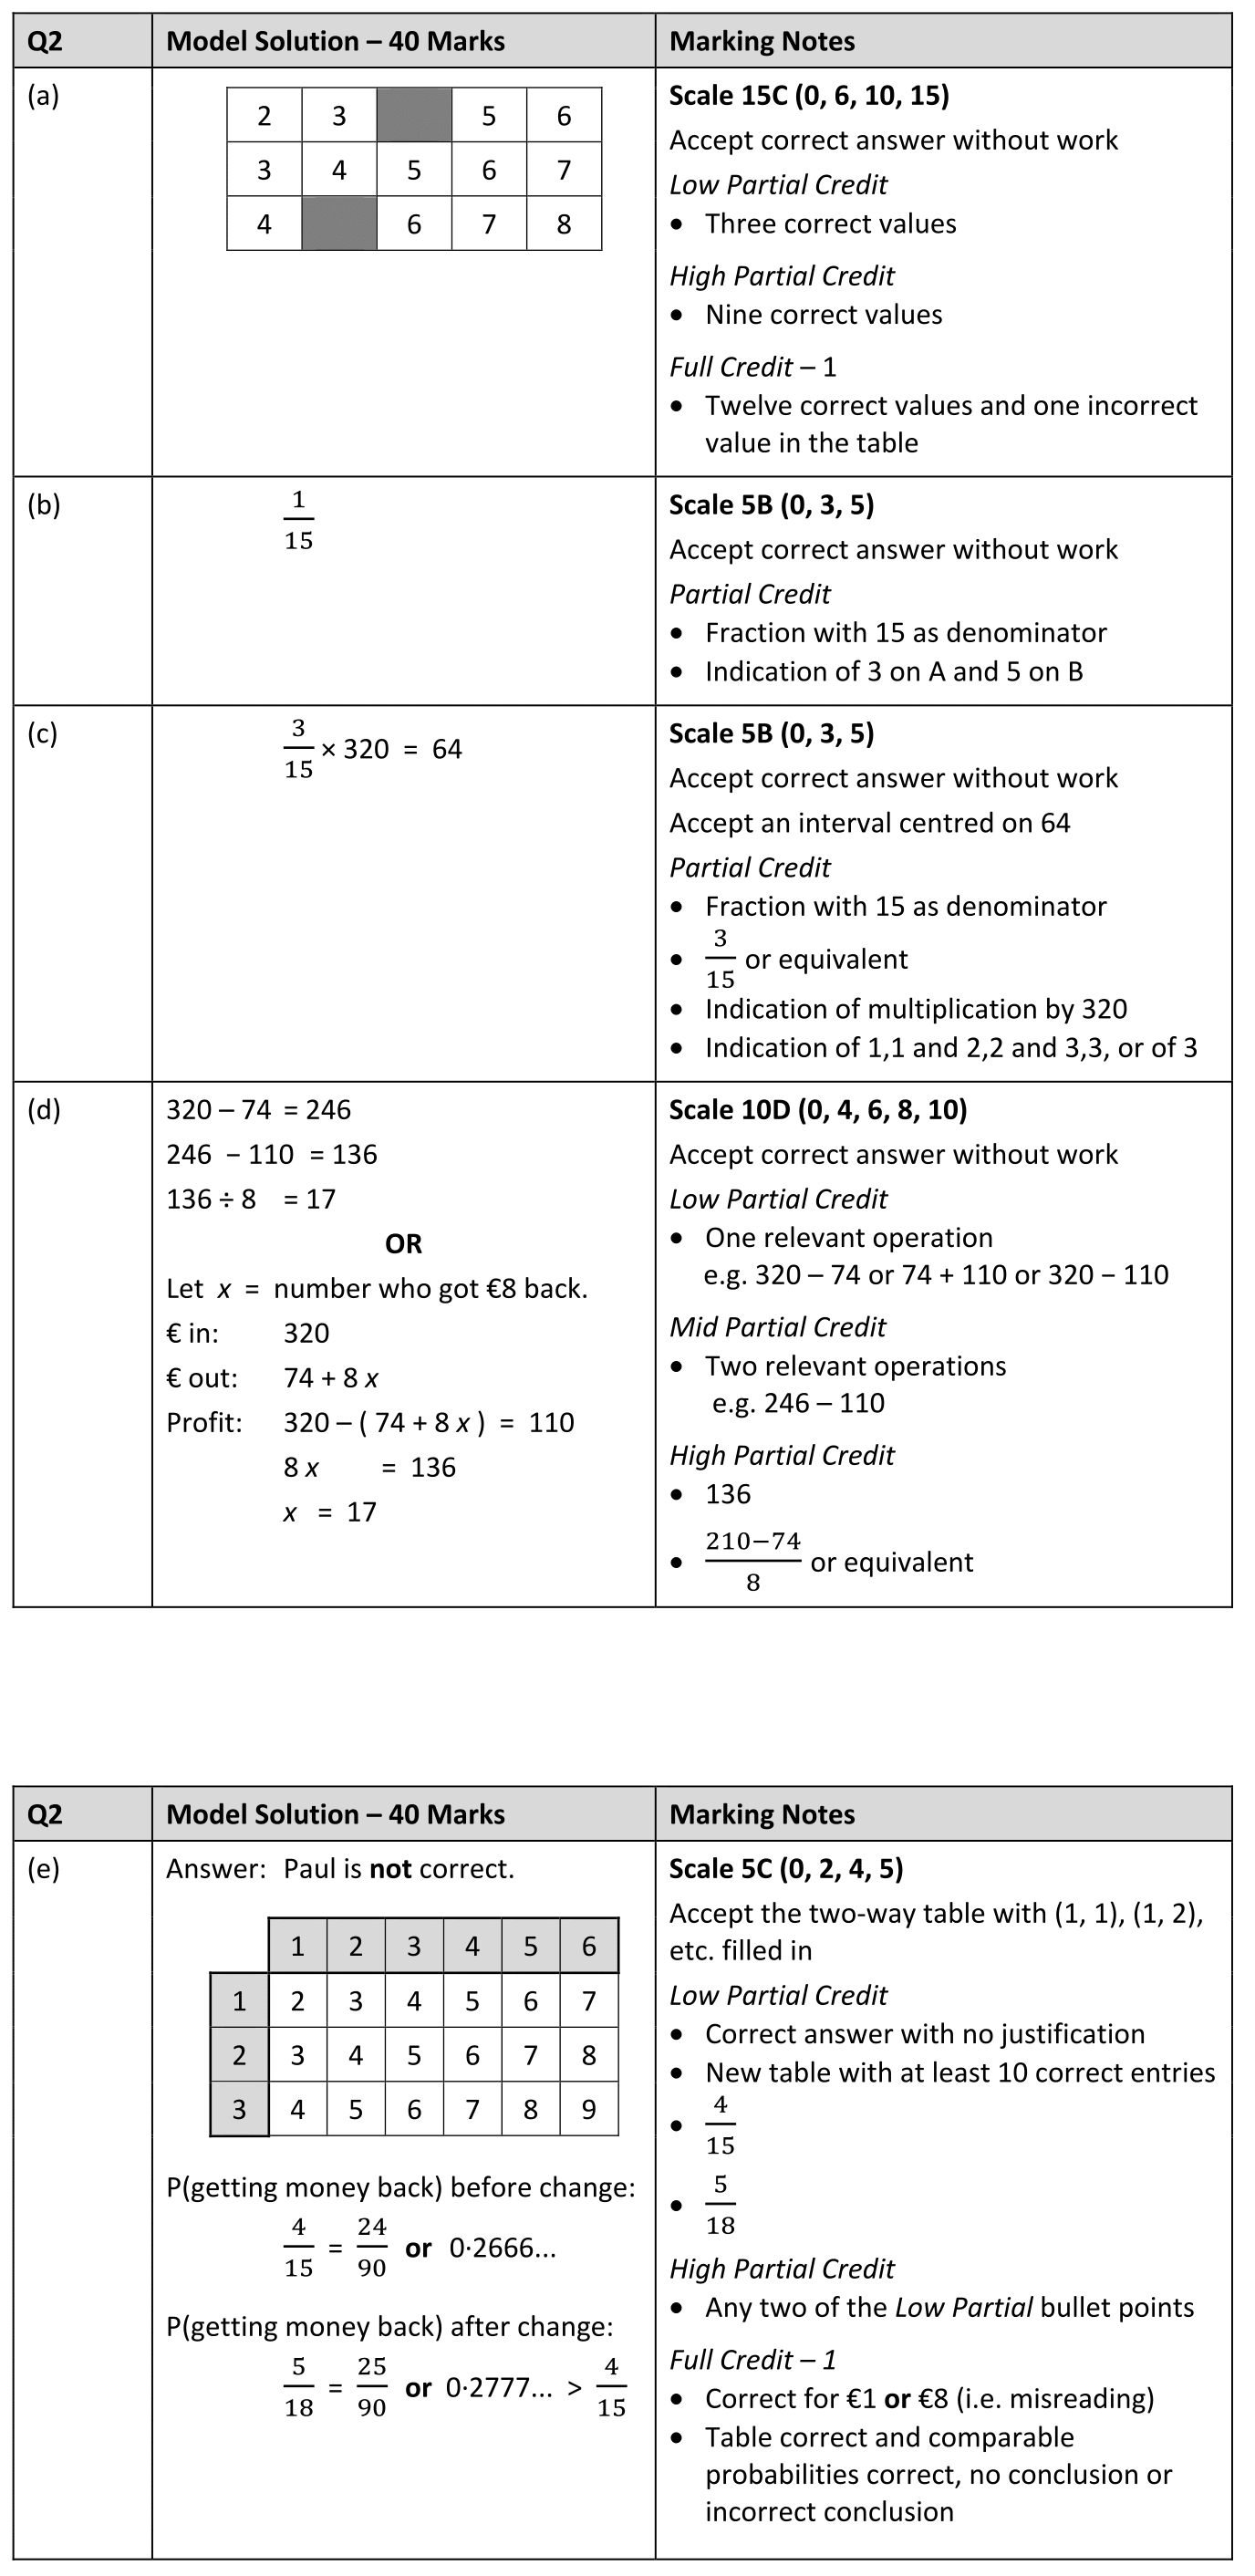 Q2 Model Solution – 40 Marks Marking Notes
(a)
2 3 5 6
3 4 5 6 7
4 6 7 8
Scale 15C (0, 6, 10, 15)
Accept correct answer without work
Low Partial Credit
• Three correct values
High Partial Credit
• Nine correct values
Full Credit – 1
• Twelve correct values and one incorrect
value in the table
(b)
1/15
Scale 5B (0, 3, 5)
Accept correct answer without work
Partial Credit
• Fraction with 15 as denominator
• Indication of 3 on A and 5 on B
(c)
3/15 × 320 = 64
Scale 5B (0, 3, 5)
Accept correct answer without work
Accept an interval centred on 64
Partial Credit
• Fraction with 15 as denominator
• 3/15 or equivalent
• Indication of multiplication by 320
• Indication of 1,1 and 2,2 and 3,3, or of 3
(d)
320 – 74 = 246
246 − 110 = 136
136 ÷ 8 = 17
OR
Let x = number who got €8 back.
€ in: 320
€ out: 74 + 8 x
Profit: 320 – ( 74 + 8 x ) = 110
8 x = 136
x = 17
Scale 10D (0, 4, 6, 8, 10)
Accept correct answer without work
Low Partial Credit
• One relevant operation
e.g. 320 – 74 or 74 + 110 or 320 − 110
Mid Partial Credit
• Two relevant operations
e.g. 246 – 110
High Partial Credit
• 136
• 210−74/8 or equivalent
Q2 Model Solution – 40 Marks Marking Notes
(e)
Answer: Paul is not correct.
1 2 3 4 5 6
1 2 3 4 5 6 7
2 3 4 5 6 7 8
3 4 5 6 7 8 9
P(getting money back) before change:
4/15 = 24/90 or 0·2666...
P(getting money back) after change:
5/18 = 25/90 or 0·2777... > 4/15
Scale 5C (0, 2, 4, 5)
Accept the two-way table with (1, 1), (1, 2),
etc. filled in
Low Partial Credit
• Correct answer with no justification
• New table with at least 10 correct entries
• 4/15
• 5/18
High Partial Credit
• Any two of the Low Partial bullet points
Full Credit – 1
• Correct for €1 or €8 (i.e. misreading)
• Table correct and comparable
probabilities correct, no conclusion or
incorrect conclusion